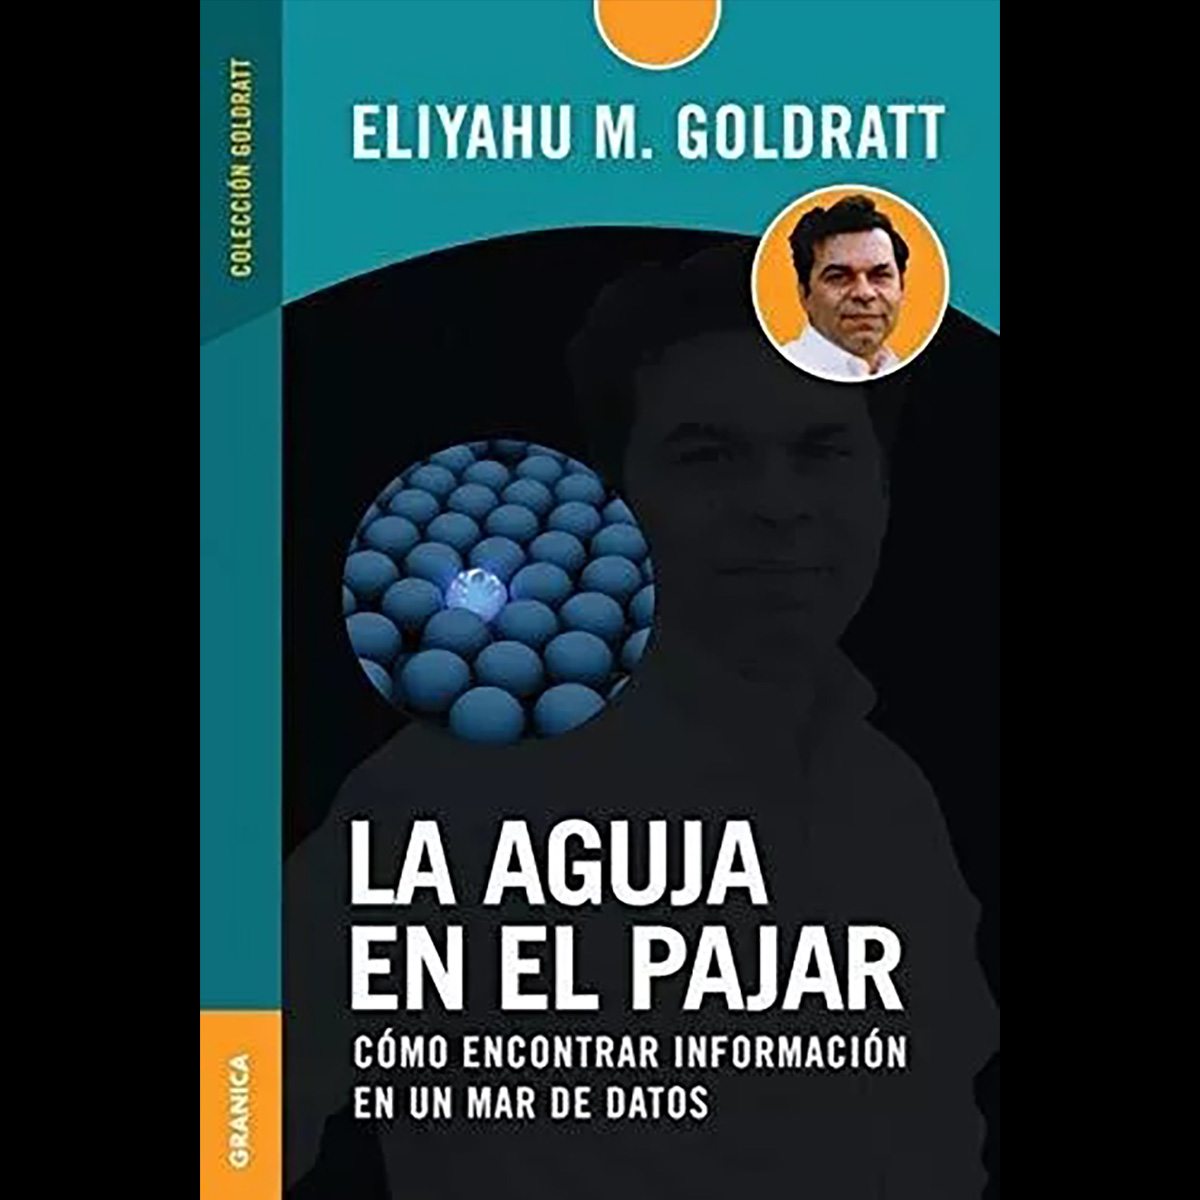 COLECCIÓN GOLDRATT
ELIYAHU M. GOLDRATT
LA AGUJA
EN EL PAJAR
CÓMO ENCONTRAR INFORMACIÓN
EN UN MAR DE DATOS
GRANICA